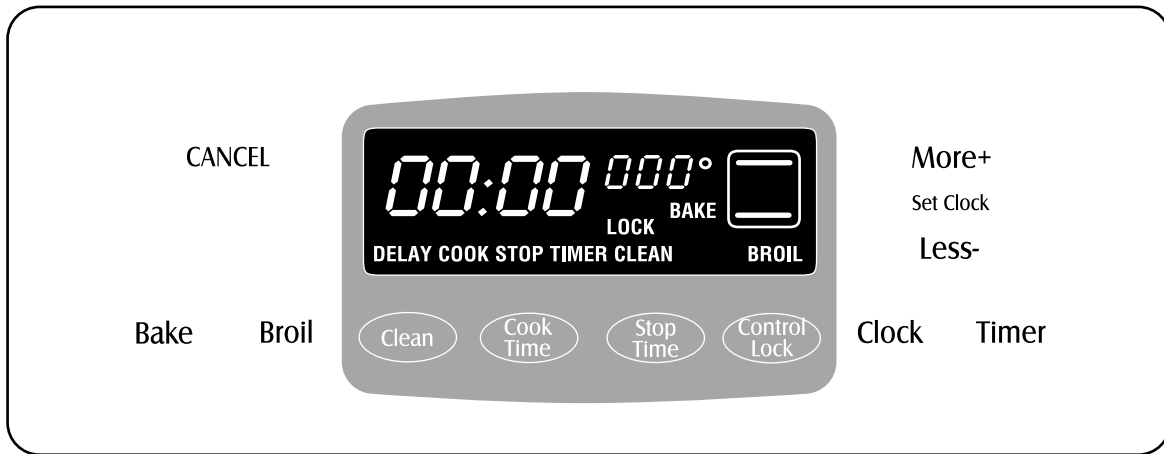 CANCEL
00:00 000°
BAKE
LOCK
DELAY COOK STOP TIMER CLEAN BROIL
More+
Set Clock
Less-
Bake Broil
Clean
Cook
Time
Stop
Time
Control
Lock
Clock Timer